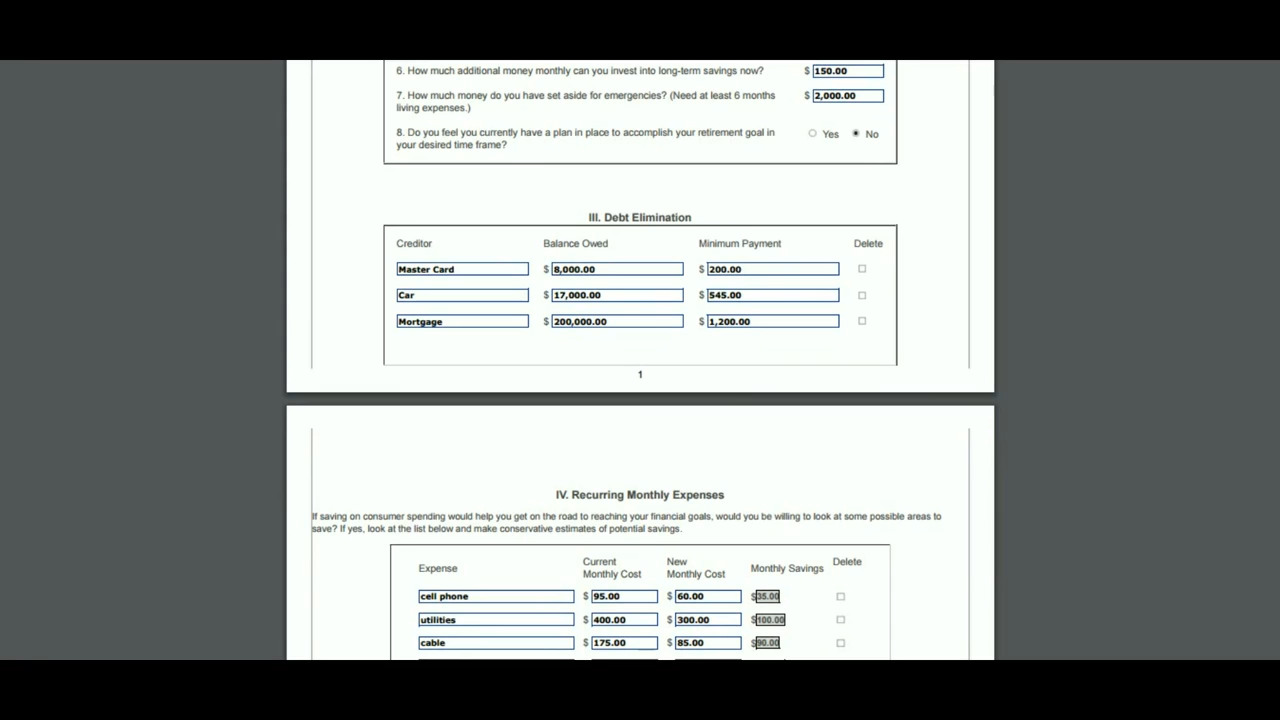 6. How much additional money monthly can you invest into long-term savings now? $ 150.00
7. How much money do you have set aside for emergencies? (Need at least 6 months $ 2,000.00
living expenses.)
8. Do you feel you currently have a plan in place to accomplish your retirement goal in Yes No
your desired time frame?
III. Debt Elimination
Creditor Balance Owed Minimum Payment Delete
Master Card $ 8,000.00 $ 200.00
Car $ 17,000.00 $ 545.00
Mortgage $ 200,000.00 $ 1,200.00
1
IV. Recurring Monthly Expenses
If saving on consumer spending would help you get on the road to reaching your financial goals, would you be willing to look at some possible areas to
save? If yes, look at the list below and make conservative estimates of potential savings.
Current New Delete
Expense Monthly Cost Monthly Cost Monthly Savings
cell phone $ 95.00 $ 60.00 $ 35.00
utilities $ 400.00 $ 300.00 $ 100.00
cable $ 175.00 $ 85.00 $ 90.00